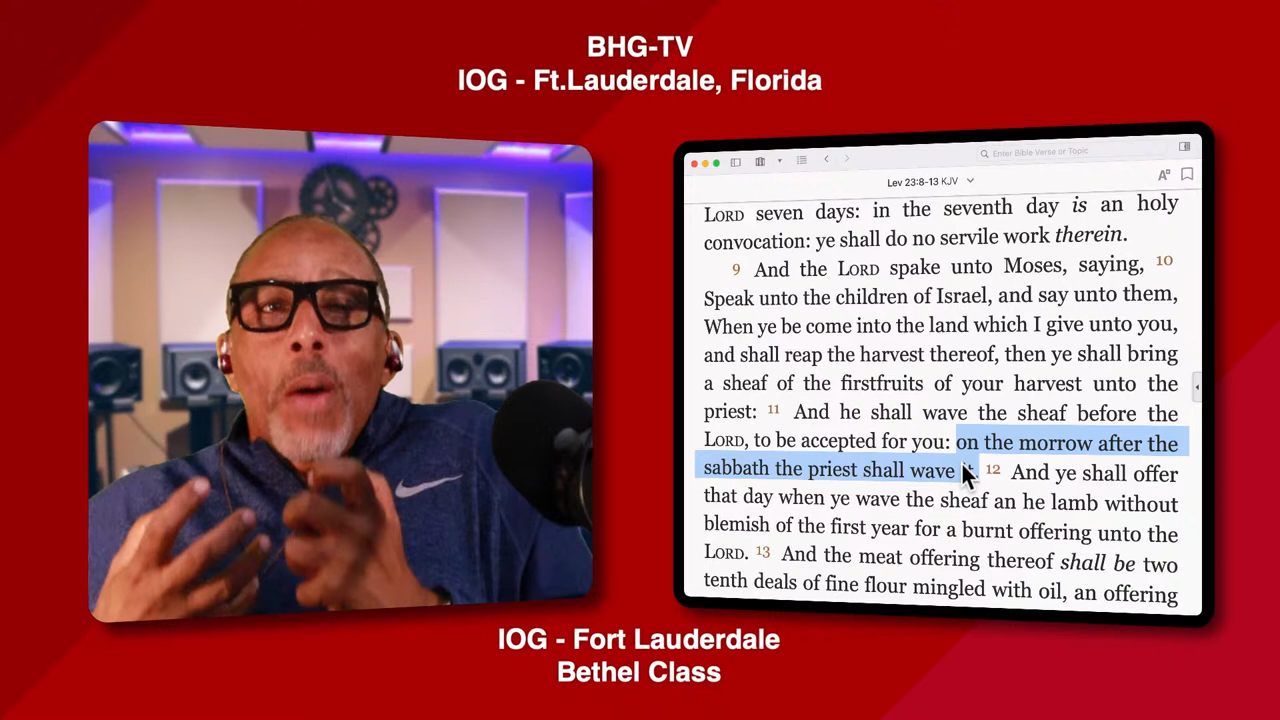 BHG-TV
IOG - Ft.Lauderdale, Florida
Enter Bible Verse or Topic
Lev 23:8-13 KJV
LORD seven days: in the seventh day is an holy
convocation: ye shall do no servile work therein.
9 And the LORD spake unto Moses, saying, 10
Speak unto the children of Israel, and say unto them,
When ye be come into the land which I give unto you,
and shall reap the harvest thereof, then ye shall bring
a sheaf of the firstfruits of your harvest unto the
priest: 11 And he shall wave the sheaf before the
LORD, to be accepted for you: on the morrow after the
sabbath the priest shall wave 12 And ye shall offer
that day when ye wave the sheaf an he lamb without
blemish of the first year for a burnt offering unto the
LORD. 13 And the meat offering thereof shall be two
tenth deals of fine flour mingled with oil, an offering
IOG - Fort Lauderdale
Bethel Class